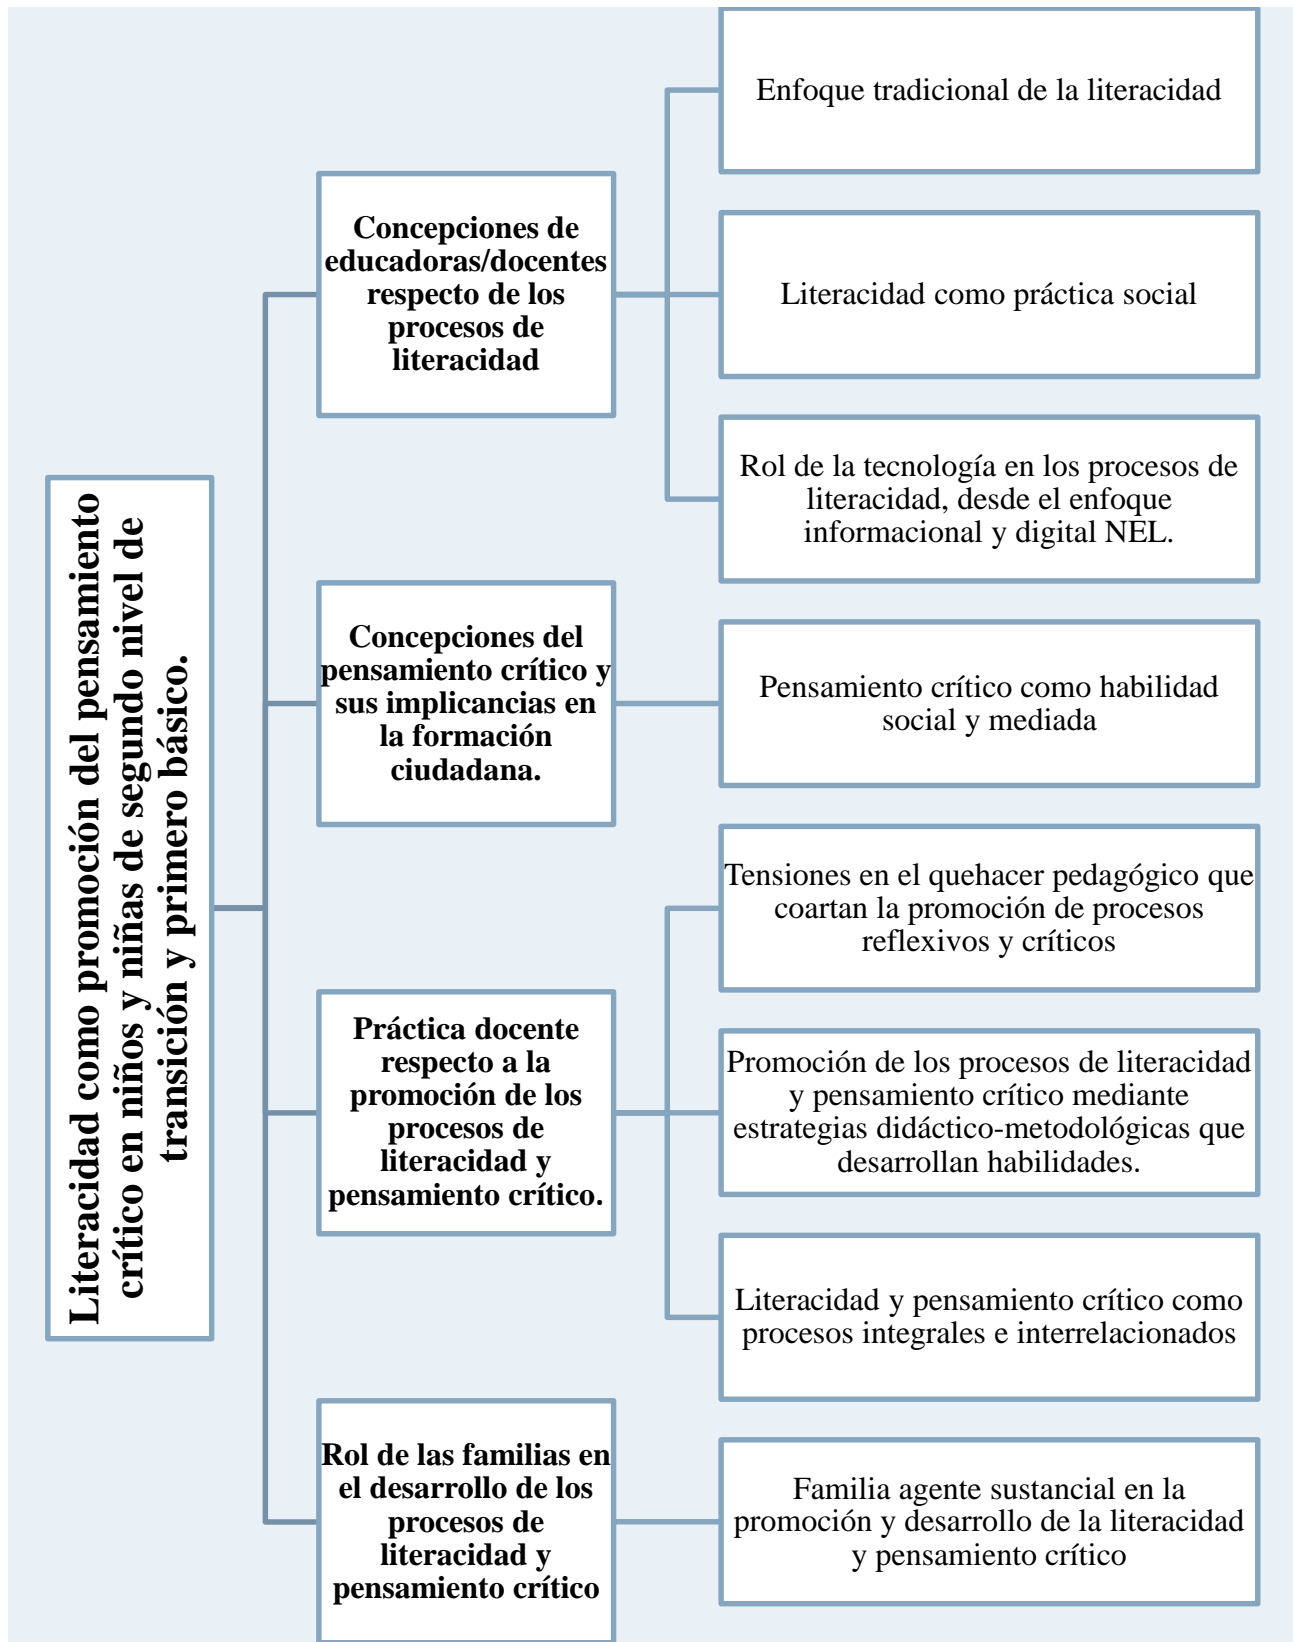 Literacidad como promoción del pensamiento
crítico en niños y niñas de segundo nivel de
transición y primero básico.
Concepciones de
educadoras/docentes
respecto de los
procesos de
literacidad
Enfoque tradicional de la literacidad
Literacidad como práctica social
Rol de la tecnología en los procesos de
literacidad, desde el enfoque
informacional y digital NEL.
Concepciones del
pensamiento crítico y
sus implicancias en
la formación
ciudadana.
Pensamiento crítico como habilidad
social y mediada
Práctica docente
respecto a la
promoción de los
procesos de
literacidad y
pensamiento crítico.
Tensiones en el quehacer pedagógico que
coartan la promoción de procesos
reflexivos y críticos
Promoción de los procesos de literacidad
y pensamiento crítico mediante
estrategias didáctico-metodológicas que
desarrollan habilidades.
Literacidad y pensamiento crítico como
procesos integrales e interrelacionados
Rol de las familias en
el desarrollo de los
procesos de
literacidad y
pensamiento crítico
Familia agente sustancial en la
promoción y desarrollo de la literacidad
y pensamiento crítico